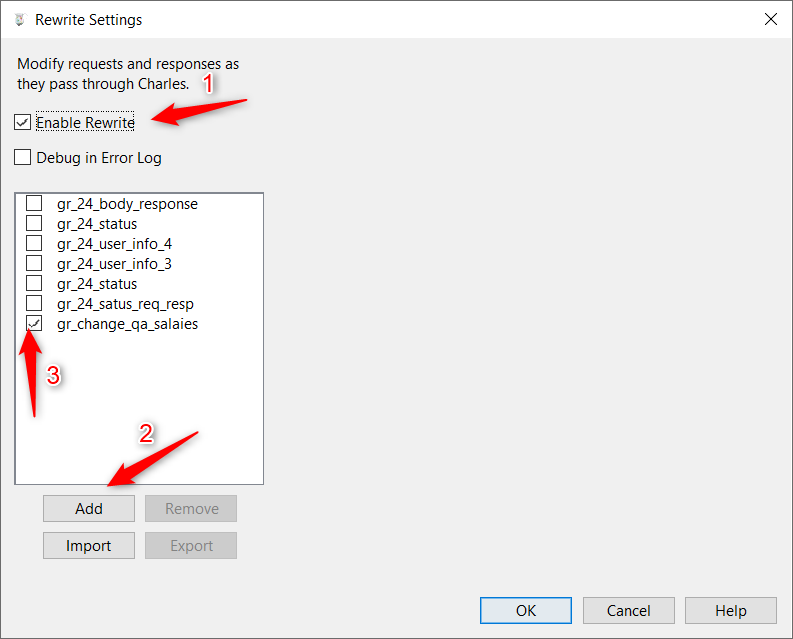 Rewrite Settings
Modify requests and responses as
they pass through Charles.
1
Enable Rewrite
Debug in Error Log
gr_24_body_response
gr_24_status
gr_24_user_info_4
gr_24_user_info_3
gr_24_status
gr_24_satus_req_resp
gr_change_qa_salaies
3
2
Add
Remove
Import
Export
OK
Cancel
Help